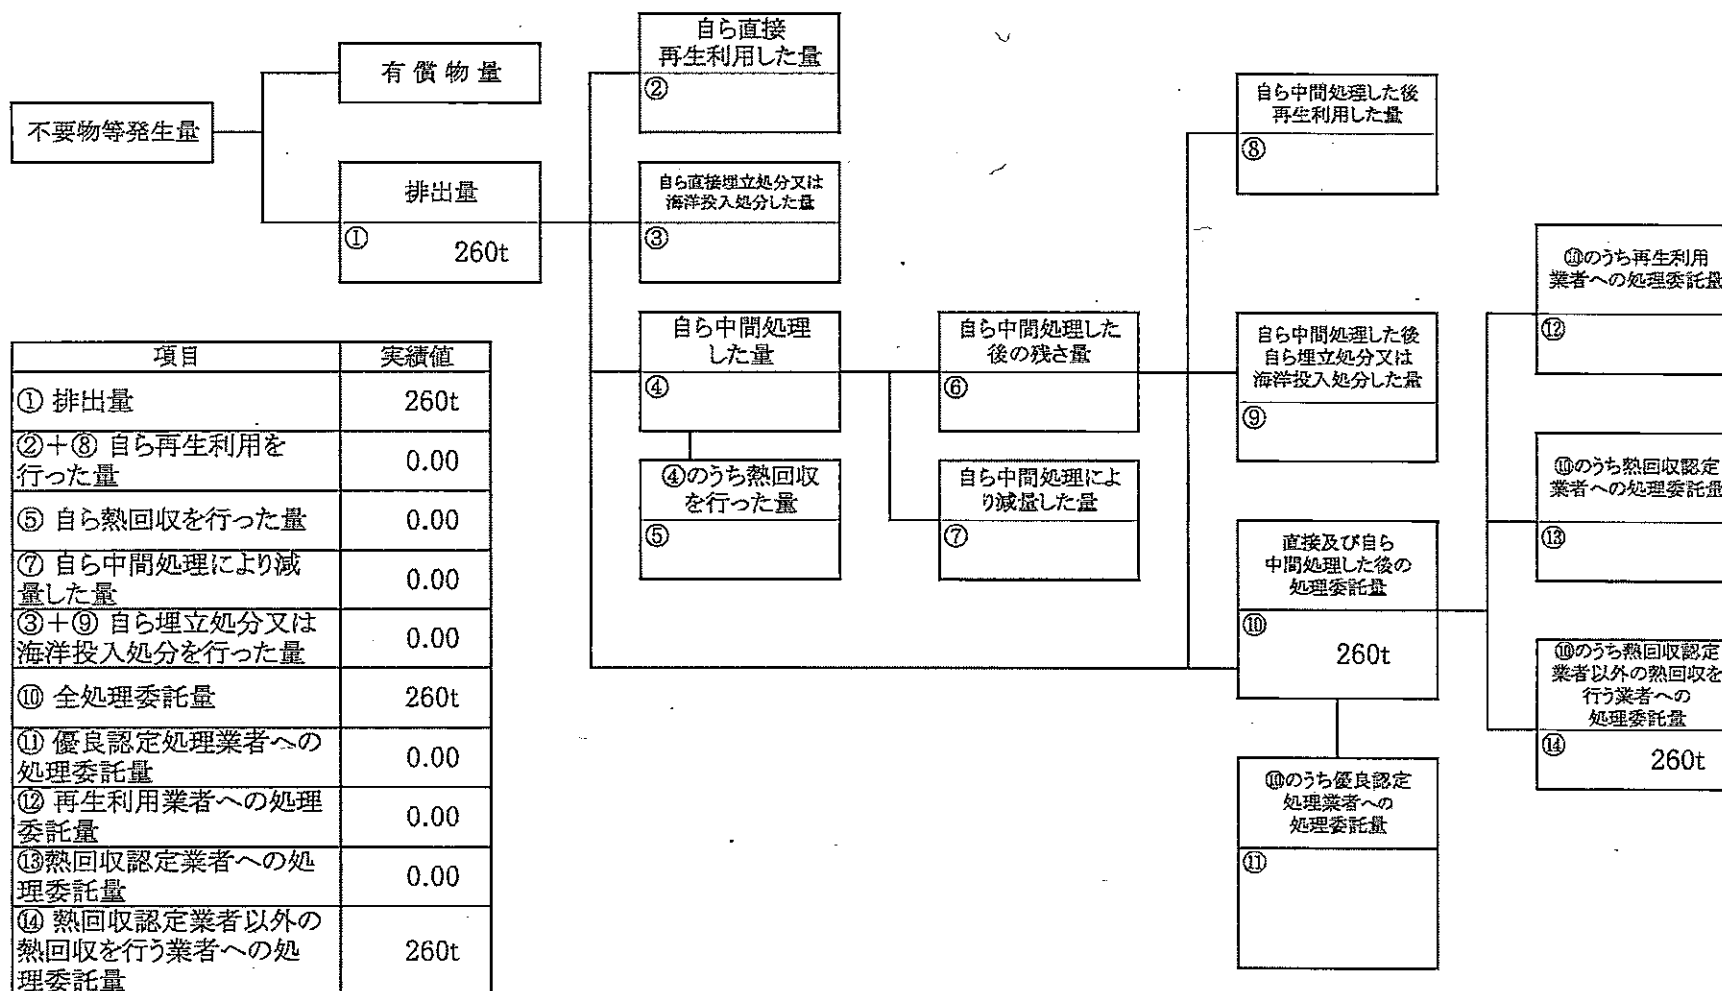 不要物等発生量
有償物量
排出量
①
260t
自ら直接
再生利用した量
②
自ら直接埋立処分又は
海洋投入処分した量
③
自ら中間処理
した量
④
④のうち熱回収
を行った量
⑤
自ら中間処理した
後の残さ量
⑥
自ら中間処理によ
り減量した量
⑦
自ら中間処理した後
再生利用した量
⑧
自ら中間処理した後
自ら埋立処分又は
海洋投入処分した量
⑨
直接及び自ら
中間処理した後の
処理委託量
⑩
260t
⑩のうち優良認定
処理業者への
処理委託量
⑪
⑩のうち再生利用
業者への処理委託量
⑫
⑩のうち熱回収認定
業者への処理委託量
⑬
⑩のうち熱回収認定
業者以外の熱回収を
行う業者への
処理委託量
⑭
260t
項目 実績値
① 排出量 260t
②+⑧ 自ら再生利用を
行った量 0.00
⑤ 自ら熱回収を行った量 0.00
⑦ 自ら中間処理により減
量した量 0.00
③+⑨ 自ら埋立処分又は
海洋投入処分を行った量 0.00
⑩ 全処理委託量 260t
⑪ 優良認定処理業者への
処理委託量 0.00
⑫ 再生利用業者への処理
委託量 0.00
⑬熱回収認定業者への処
理委託量 0.00
⑭ 熱回収認定業者以外の
熱回収を行う業者への処
理委託量 260t